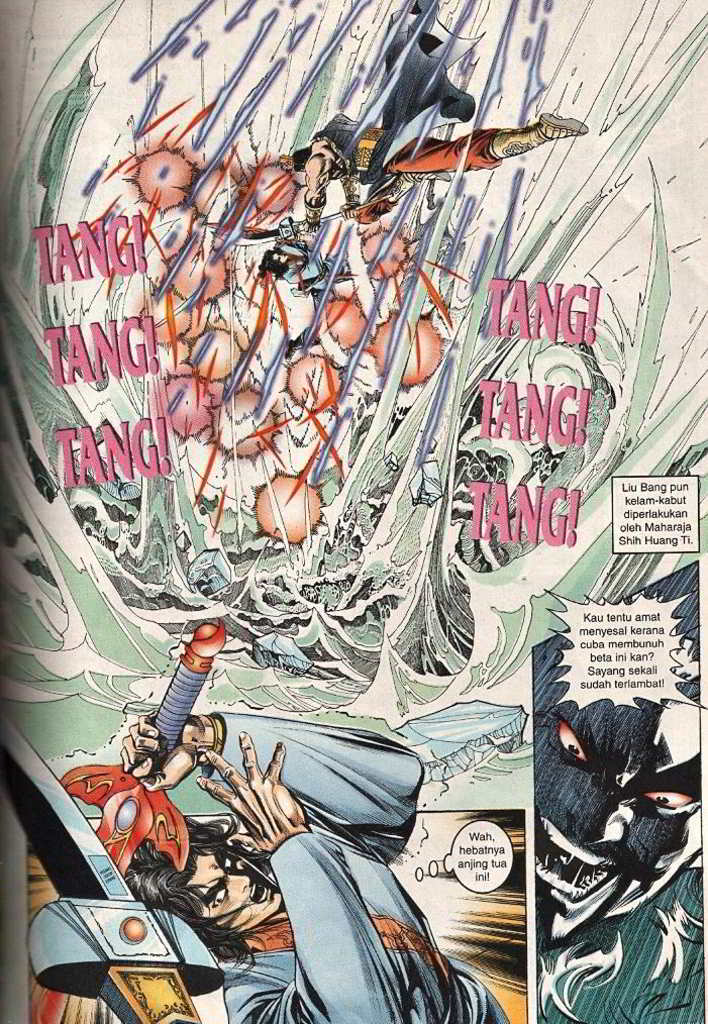 TANG!
TANG!
TANG!
TANG!
TANG!
TANG!
Liu Bang pun
kelam-kabut
diperlakukan
oleh Maharaja
Shih Huang Ti.
Kau tentu amat
menyesal kerana
cuba membunuh
beta ini kan?
Sayang sekali
sudah terlambat!
Wah,
hebatnya
anjing tua
ini!